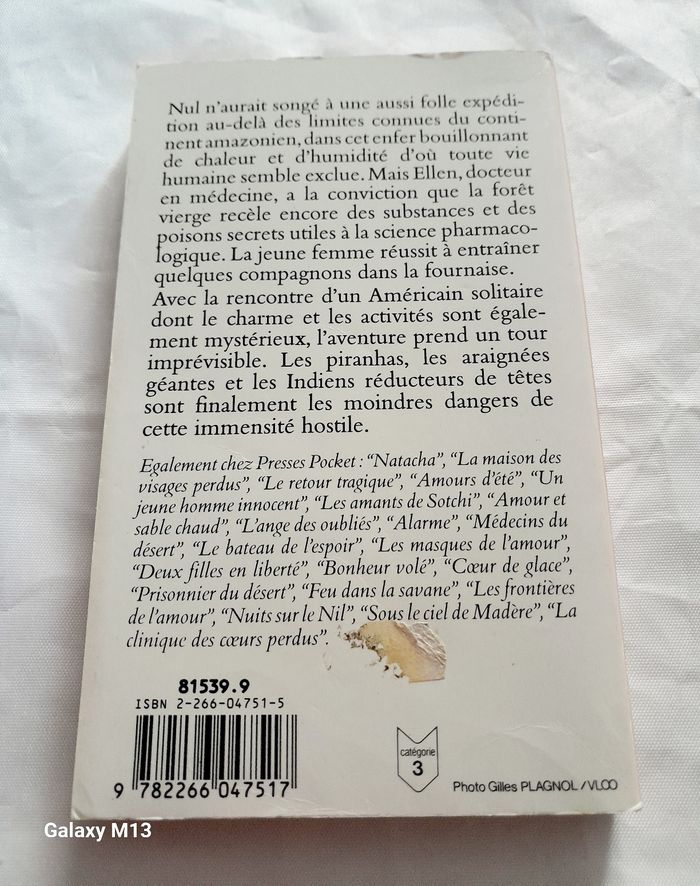 Nul n'aurait songé à une aussi folle expédi-
tion au-delà des limites connues du conti-
nent amazonien, dans cet enfer bouillonnant
de chaleur et d'humidité d'où toute vie
humaine semble exclue. Mais Ellen, docteur
en médecine, a la conviction que la forêt
vierge recèle encore des substances et des
poisons secrets utiles à la science pharmaco-
logique. La jeune femme réussit à entraîner
quelques compagnons dans la fournaise.
Avec la rencontre d'un Américain solitaire
dont le charme et les activités sont égale-
ment mystérieux, l'aventure prend un tour
imprévisible. Les piranhas, les araignées
géantes et les Indiens réducteurs de têtes
sont finalement les moindres dangers de
cette immensité hostile.
Egalement chez Presses Pocket : "Natacha", "La maison des
visages perdus", "Le retour tragique", "Amours d'été", "Un
jeune homme innocent", "Les amants de Sotchi", "Amour et
sable chaud", "L'ange des oubliés", "Alarme", "Médecins du
désert", "Le bateau de l'espoir", "Les masques de l'amour",
"Deux filles en liberté", "Bonheur volé", "Cœur de glace",
"Prisonnier du désert", "Feu dans la savane", "Les frontières
de l'amour", "Nuits sur le Nil", "Sous le ciel de Madère", "La
clinique des cœurs perdus".
81539.9
ISBN 2-266-04751-5
9 782266 047517
catégorie
3
Photo Gilles PLAGNOL / VLOO
Galaxy M13